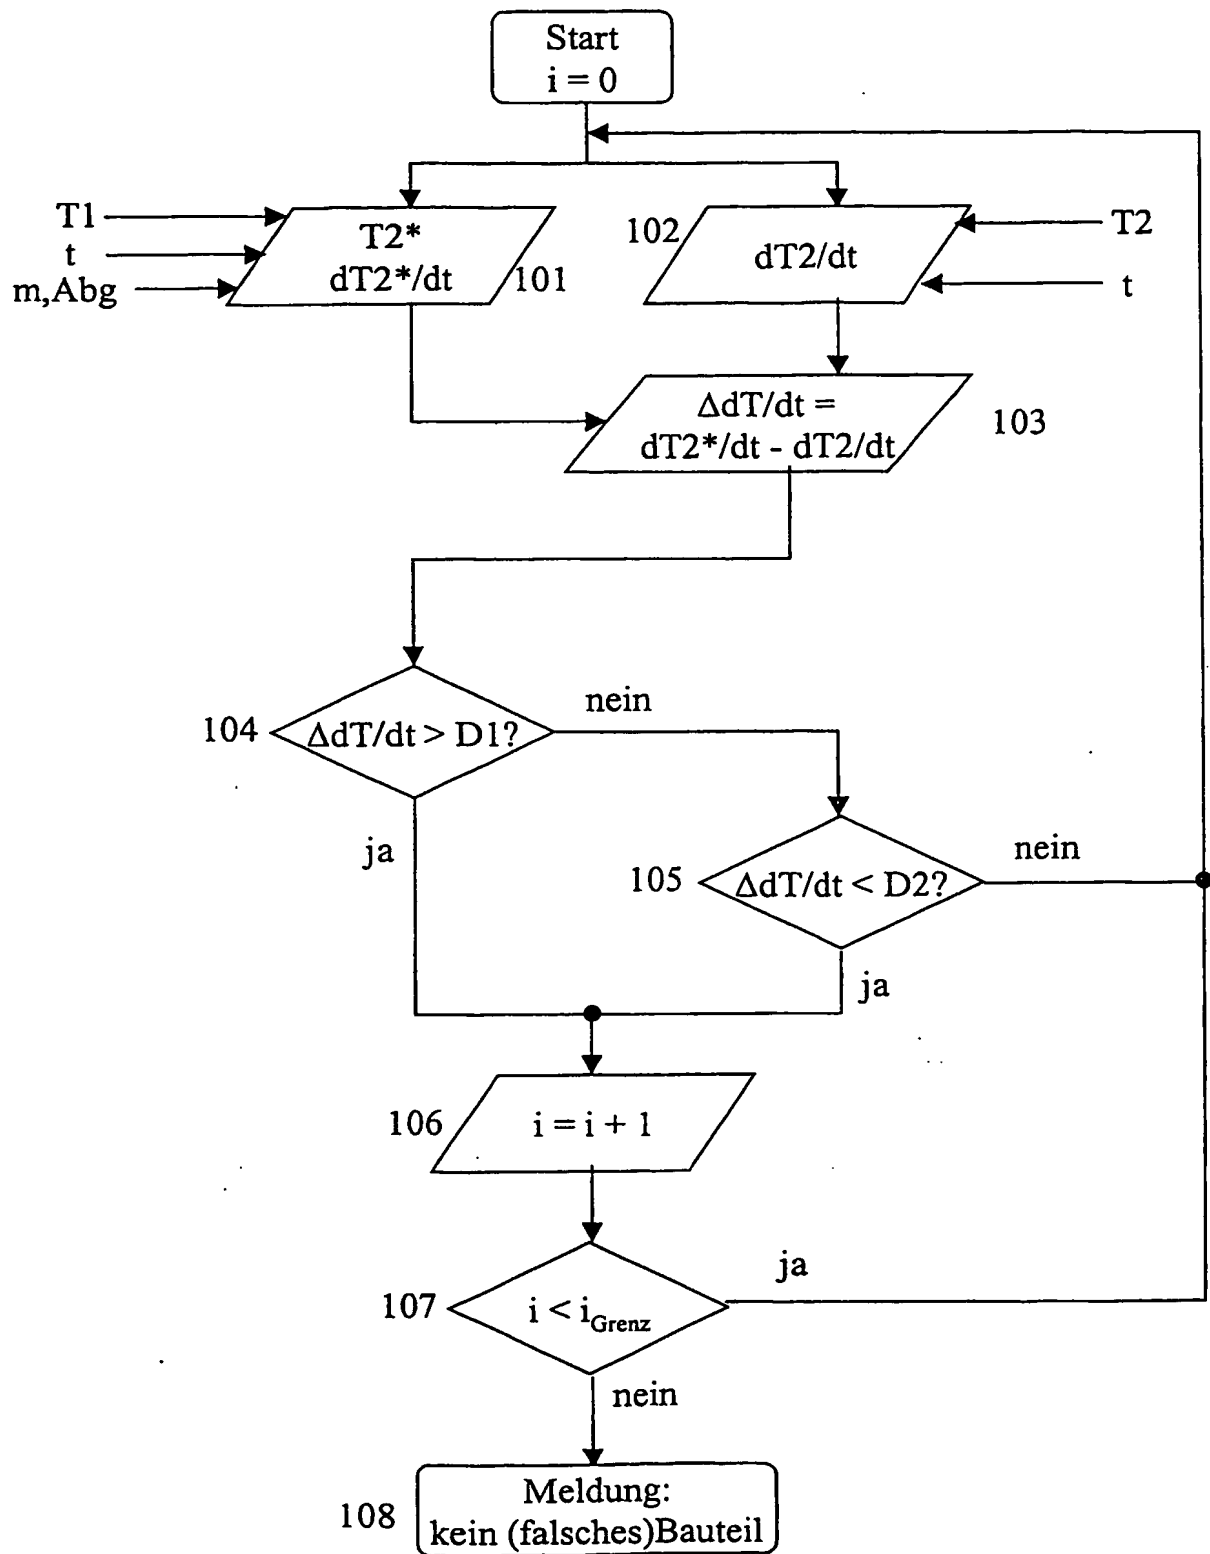 Start
i = 0
T1
t
m,Abg
T2*
dT2*/dt
101
102
dT2/dt
T2
t
ΔdT/dt =
dT2*/dt - dT2/dt
103
104
ΔdT/dt > D1?
nein
ja
105
ΔdT/dt < D2?
nein
ja
106
i = i + 1
107
i < iGrenz
ja
nein
108
Meldung:
kein (falsches)Bauteil